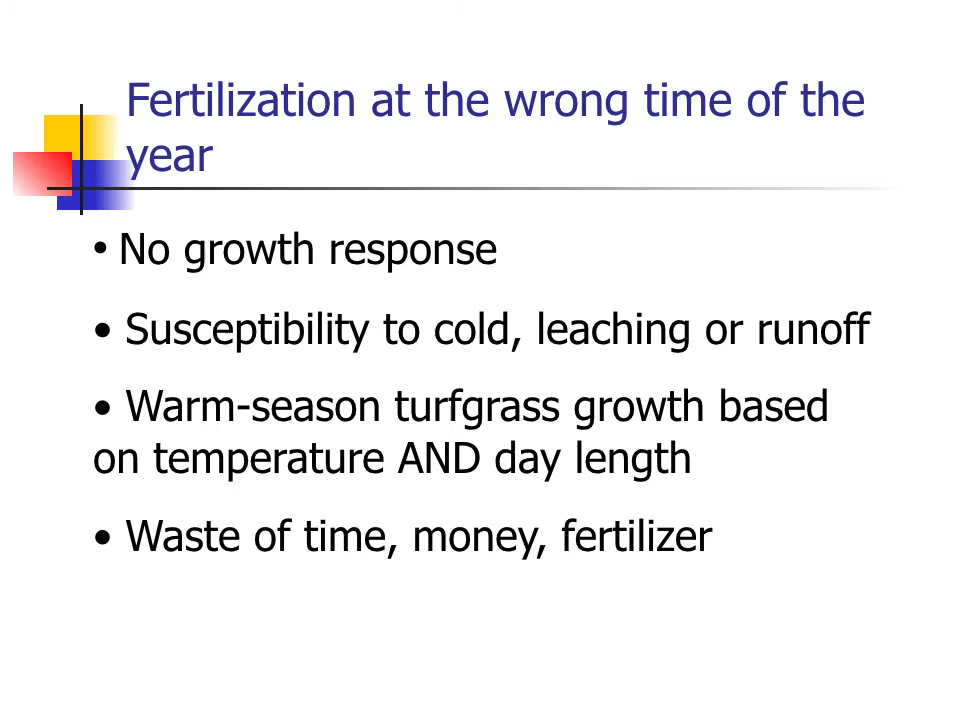 Fertilization at the wrong time of the
year
• No growth response
• Susceptibility to cold, leaching or runoff
• Warm-season turfgrass growth based
on temperature AND day length
• Waste of time, money, fertilizer